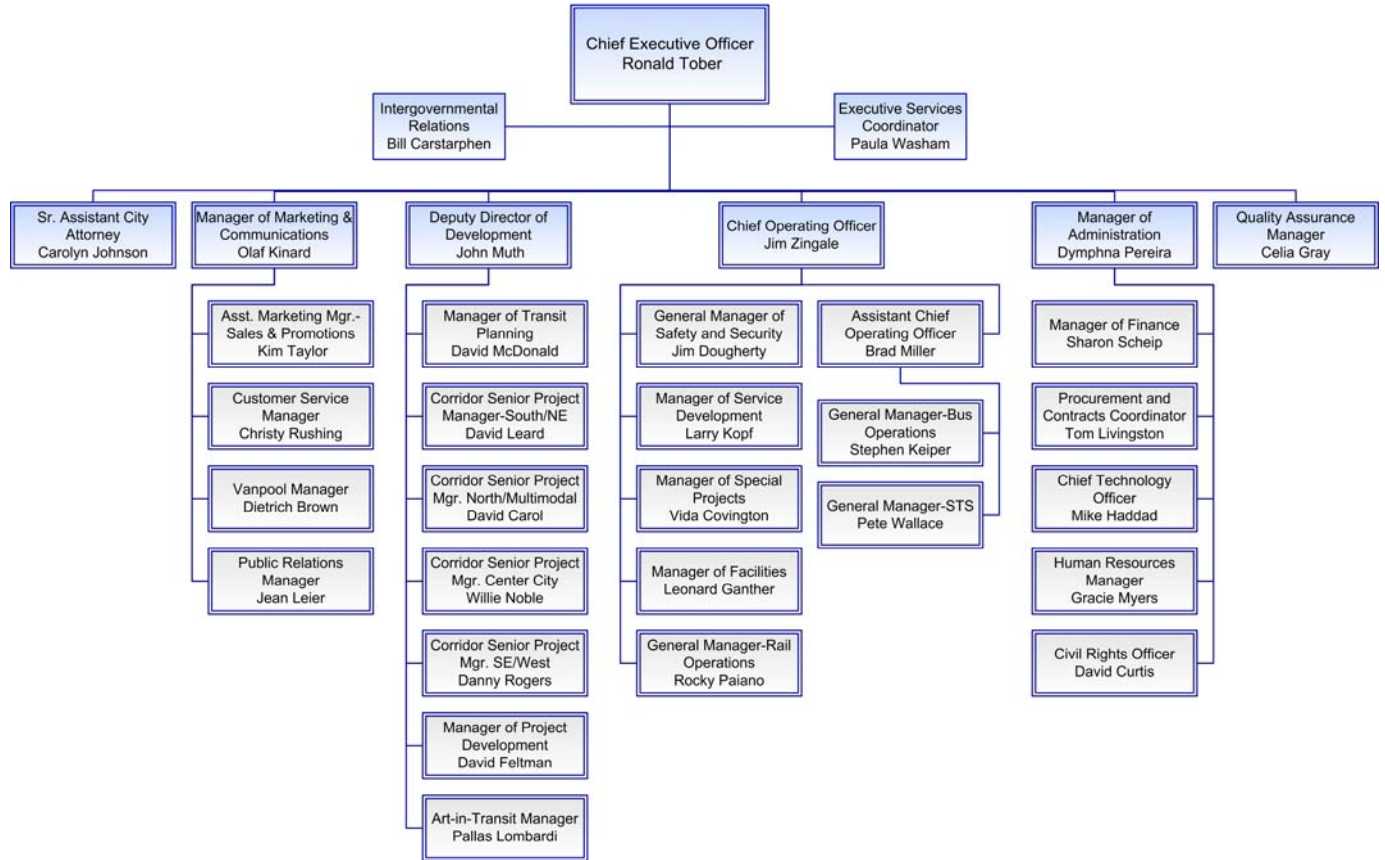 Chief Executive Officer
Ronald Tober
Intergovernmental
Relations
Bill Carstarphen
Executive Services
Coordinator
Paula Washam
Sr. Assistant City
Attorney
Carolyn Johnson
Manager of Marketing &
Communications
Olaf Kinard
Deputy Director of
Development
John Muth
Chief Operating Officer
Jim Zingale
Manager of
Administration
Dymphna Pereira
Quality Assurance
Manager
Celia Gray
Asst. Marketing Mgr.-
Sales & Promotions
Kim Taylor
Customer Service
Manager
Christy Rushing
Vanpool Manager
Dietrich Brown
Public Relations
Manager
Jean Leier
Manager of Transit
Planning
David McDonald
Corridor Senior Project
Manager-South/NE
David Leard
Corridor Senior Project
Mgr. North/Multimodal
David Carol
Corridor Senior Project
Mgr. Center City
Willie Noble
Corridor Senior Project
Mgr. SE/West
Danny Rogers
Manager of Project
Development
David Feltman
Art-in-Transit Manager
Pallas Lombardi
General Manager of
Safety and Security
Jim Dougherty
Manager of Service
Development
Larry Kopf
Manager of Special
Projects
Vida Covington
Manager of Facilities
Leonard Ganther
General Manager-Rail
Operations
Rocky Paiano
Assistant Chief
Operating Officer
Brad Miller
General Manager-Bus
Operations
Stephen Keiper
General Manager-STS
Pete Wallace
Manager of Finance
Sharon Scheip
Procurement and
Contracts Coordinator
Tom Livingston
Chief Technology
Officer
Mike Haddad
Human Resources
Manager
Gracie Myers
Civil Rights Officer
David Curtis